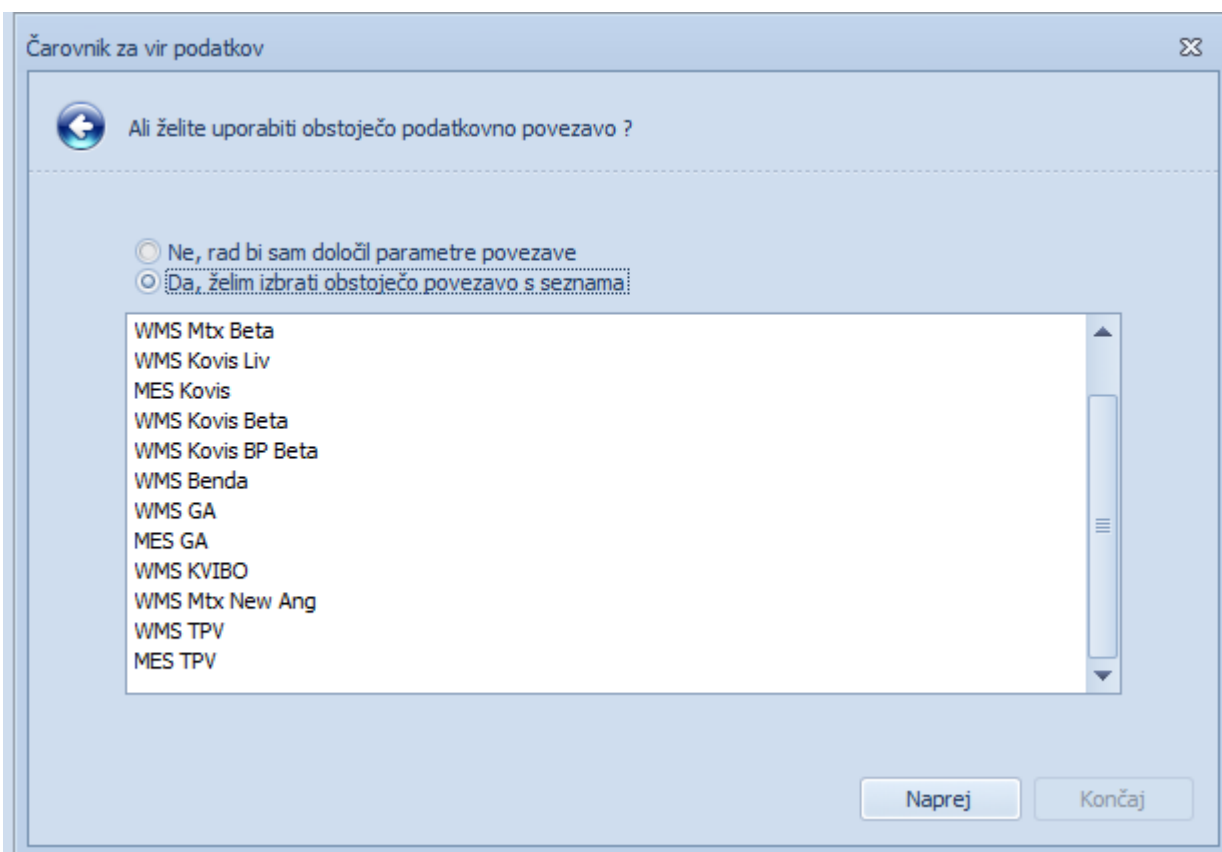 Čarovnik za vir podatkov
Ali želite uporabiti obstoječo podatkovno povezavo ?
Ne, rad bi sam določil parametre povezave
Da, želim izbrati obstoječo povezavo s seznama
WMS Mtx Beta
WMS Kovis Liv
MES Kovis
WMS Kovis Beta
WMS Kovis BP Beta
WMS Benda
WMS GA
MES GA
WMS KVIBO
WMS Mtx New Ang
WMS TPV
MES TPV
Naprej Končaj